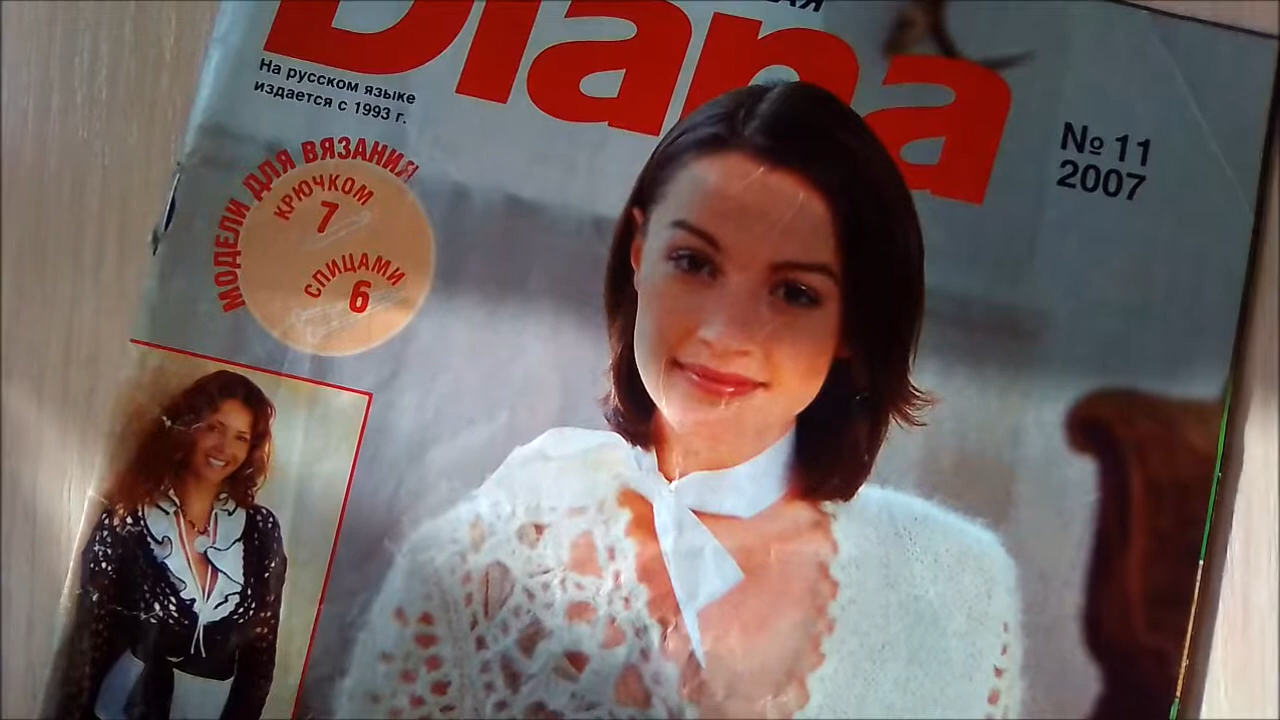 Diana
На русском языке
издается с 1993 г.
№ 11
2007
МОДЕЛИ ДЛЯ ВЯЗАНИЯ
КРЮЧКОМ
7
СПИЦАМИ
6